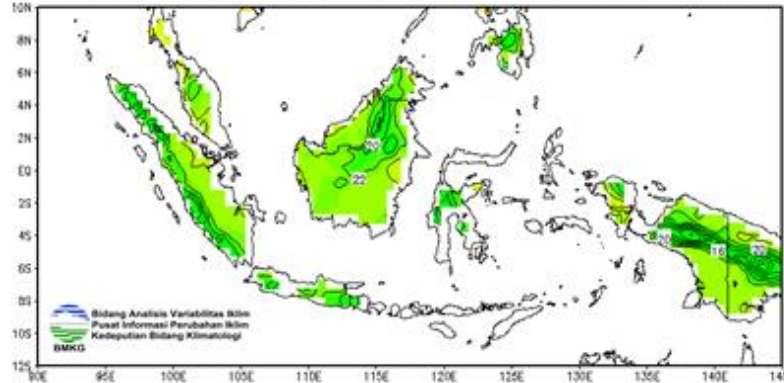 10N
8N
6N
4N
2N
EQ
22
2S
4S
20 16 20
6S
8S
Bidang Analisis Variabilitas Iklim
Pusat Informasi Perubahan Iklim
Kedeputian Bidang Klimatologi
BMKG
10S
12S
90E 95E 100E 105E 110E 115E 120E 125E 130E 135E 140E